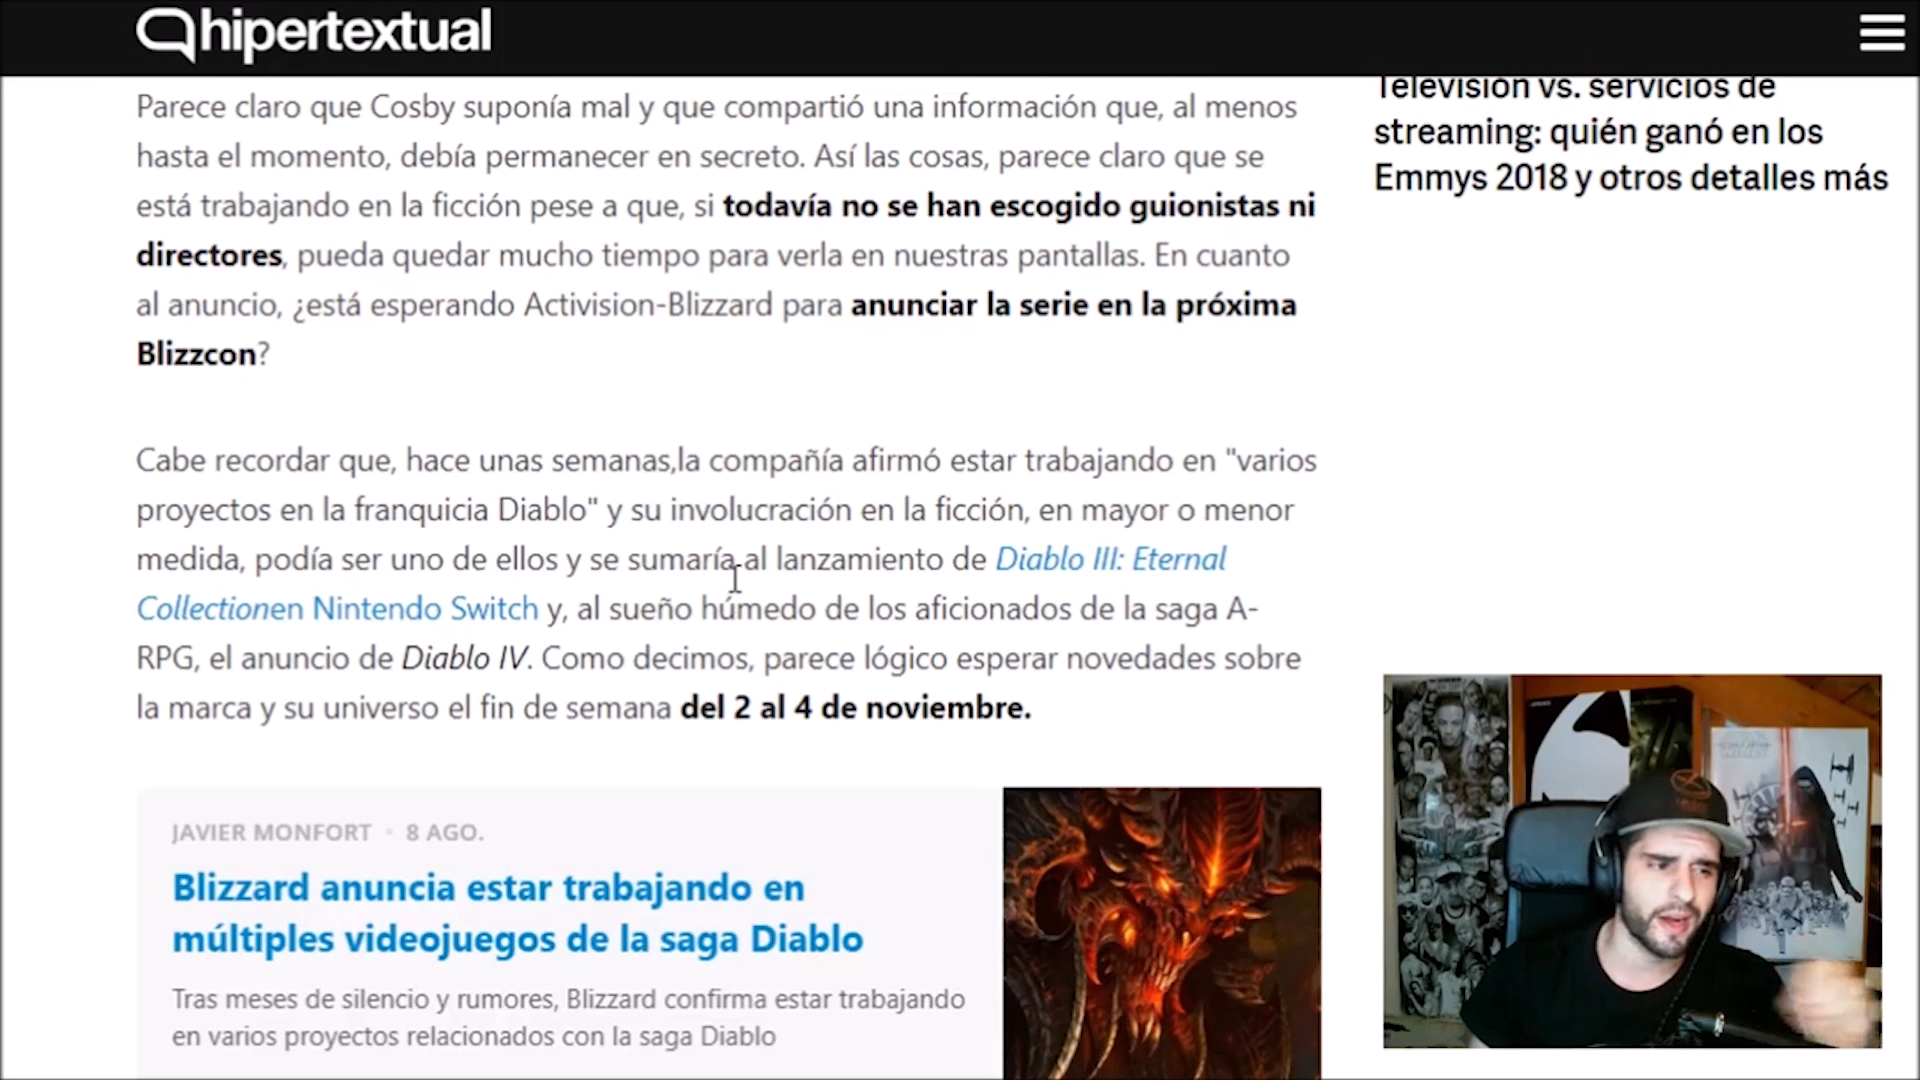 hipertextual
Parece claro que Cosby suponía mal y que compartió una información que, al menos
hasta el momento, debía permanecer en secreto. Así las cosas, parece claro que se
está trabajando en la ficción pese a que, si todavía no se han escogido guionistas ni
directores, pueda quedar mucho tiempo para verla en nuestras pantallas. En cuanto
al anuncio, ¿está esperando Activision-Blizzard para anunciar la serie en la próxima
Blizzcon?
Cabe recordar que, hace unas semanas,la compañía afirmó estar trabajando en "varios
proyectos en la franquicia Diablo" y su involucración en la ficción, en mayor o menor
medida, podía ser uno de ellos y se sumaría al lanzamiento de Diablo III: Eternal
Collectionen Nintendo Switch y, al sueño húmedo de los aficionados de la saga A-
RPG, el anuncio de Diablo IV. Como decimos, parece lógico esperar novedades sobre
la marca y su universo el fin de semana del 2 al 4 de noviembre.
JAVIER MONFORT • 8 AGO.
Blizzard anuncia estar trabajando en
múltiples videojuegos de la saga Diablo
Tras meses de silencio y rumores, Blizzard confirma estar trabajando
en varios proyectos relacionados con la saga Diablo
Televisión vs. servicios de
streaming: quién ganó en los
Emmys 2018 y otros detalles más